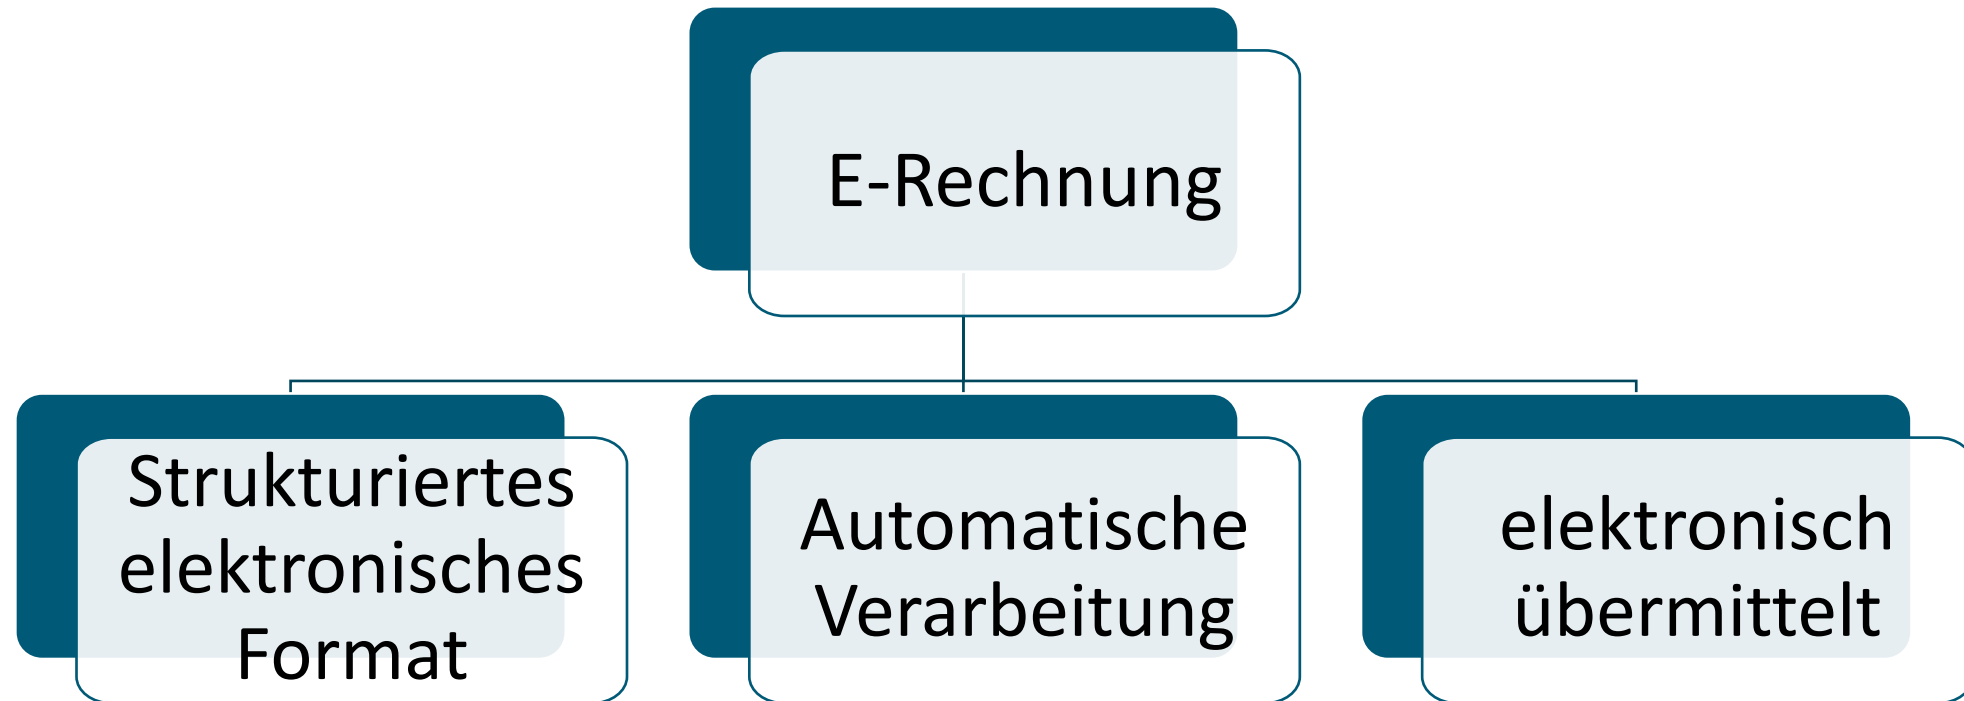 E-Rechnung
Strukturiertes
elektronisches
Format
Automatische
Verarbeitung
elektronisch
übermittelt